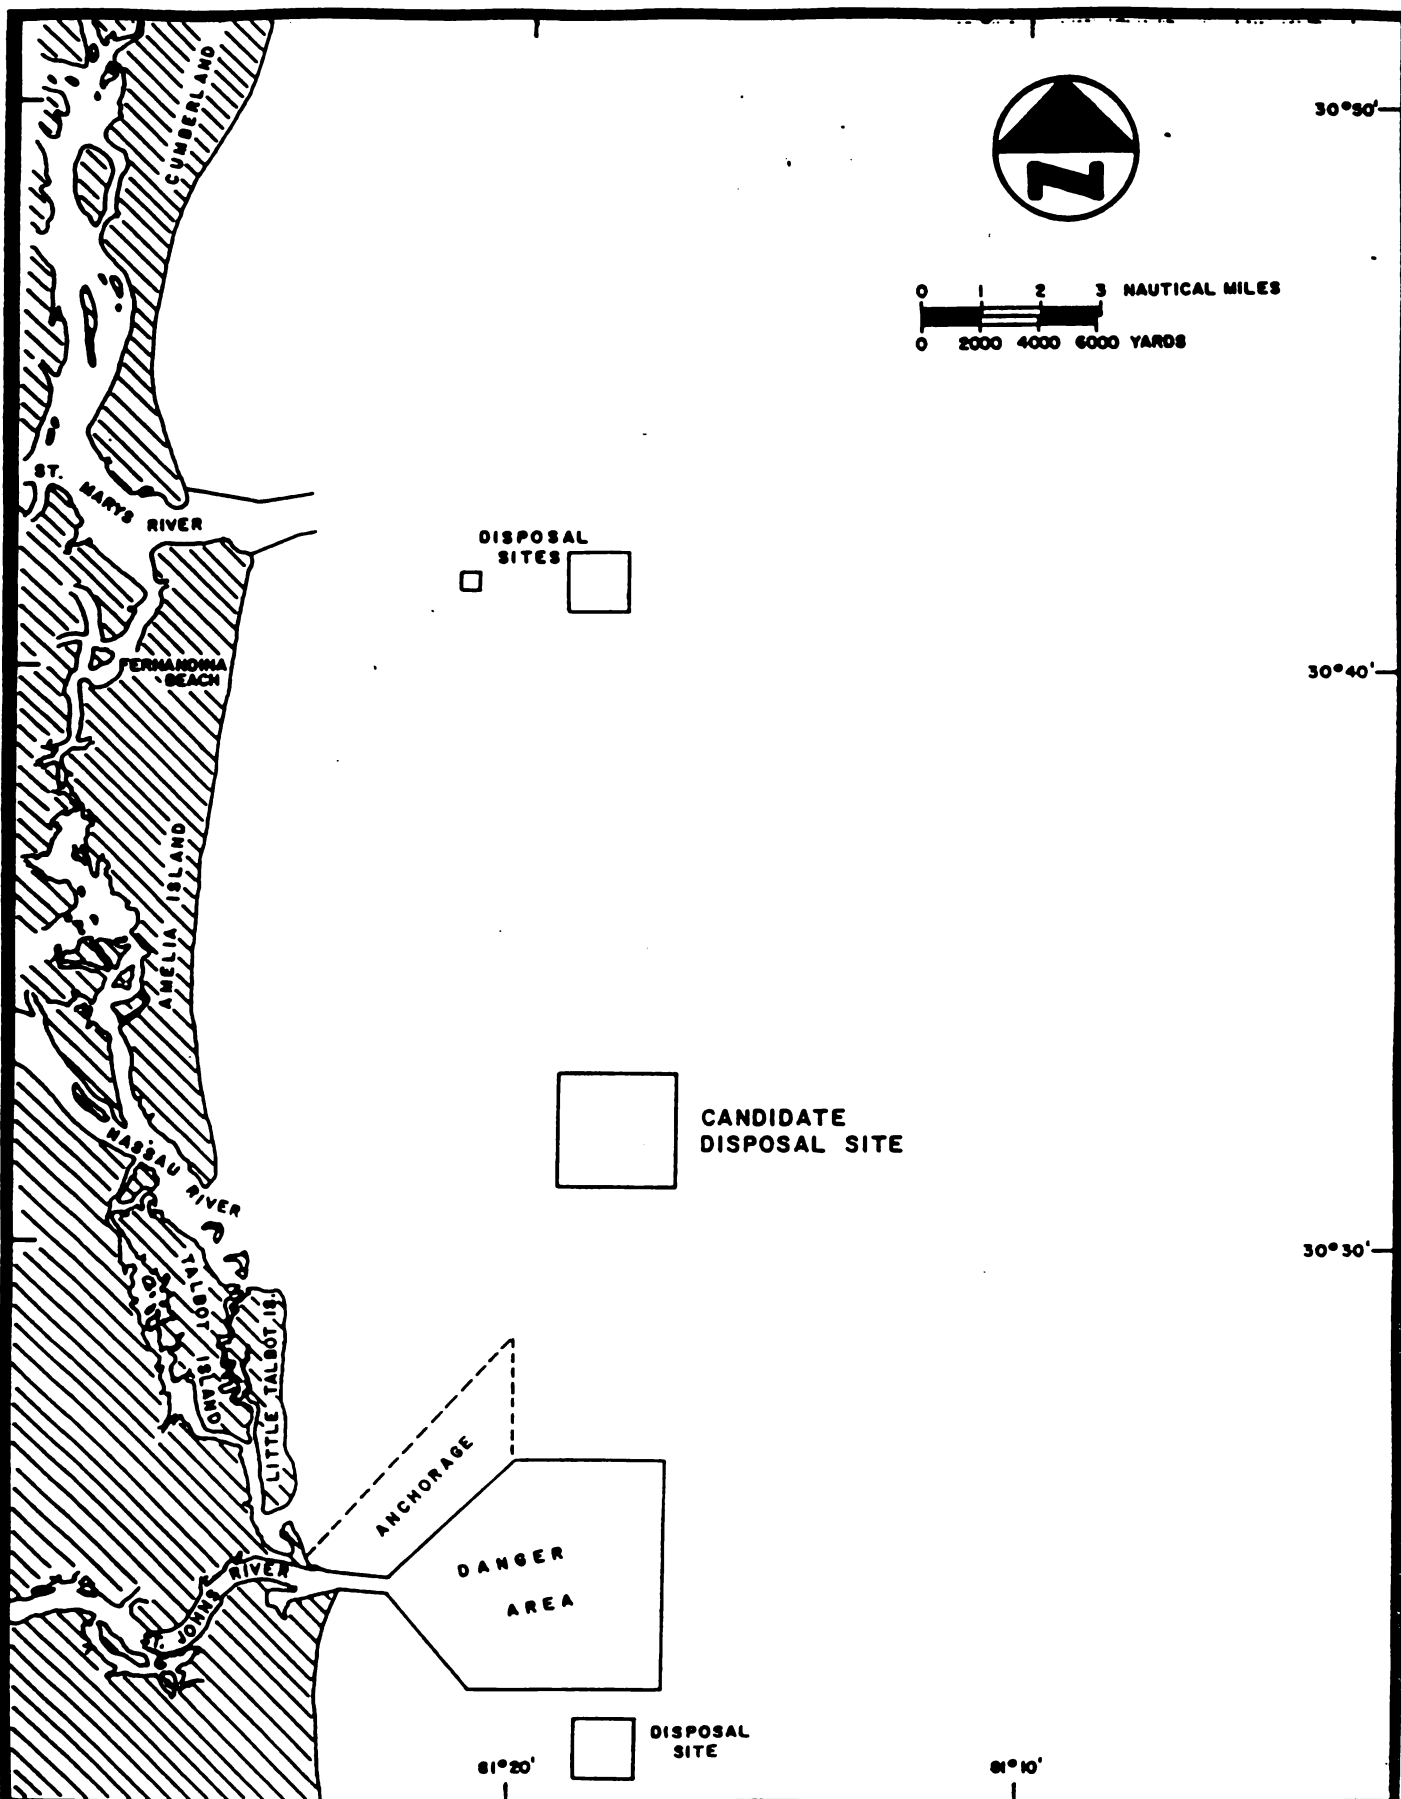 CUMBERLAND
30°50'
N
0 1 2 3 NAUTICAL MILES
0 2000 4000 6000 YARDS
ST. MARYS RIVER
DISPOSAL
SITES
FERNANDINA
BEACH
30°40'
AMELIA ISLAND
CANDIDATE
DISPOSAL SITE
NASSAU RIVER
30°30'
TALBOT ISLAND
LITTLE TALBOT IS.
ANCHORAGE
DANGER
AREA
ST. JOHNS RIVER
DISPOSAL
SITE
81°20'
81°10'